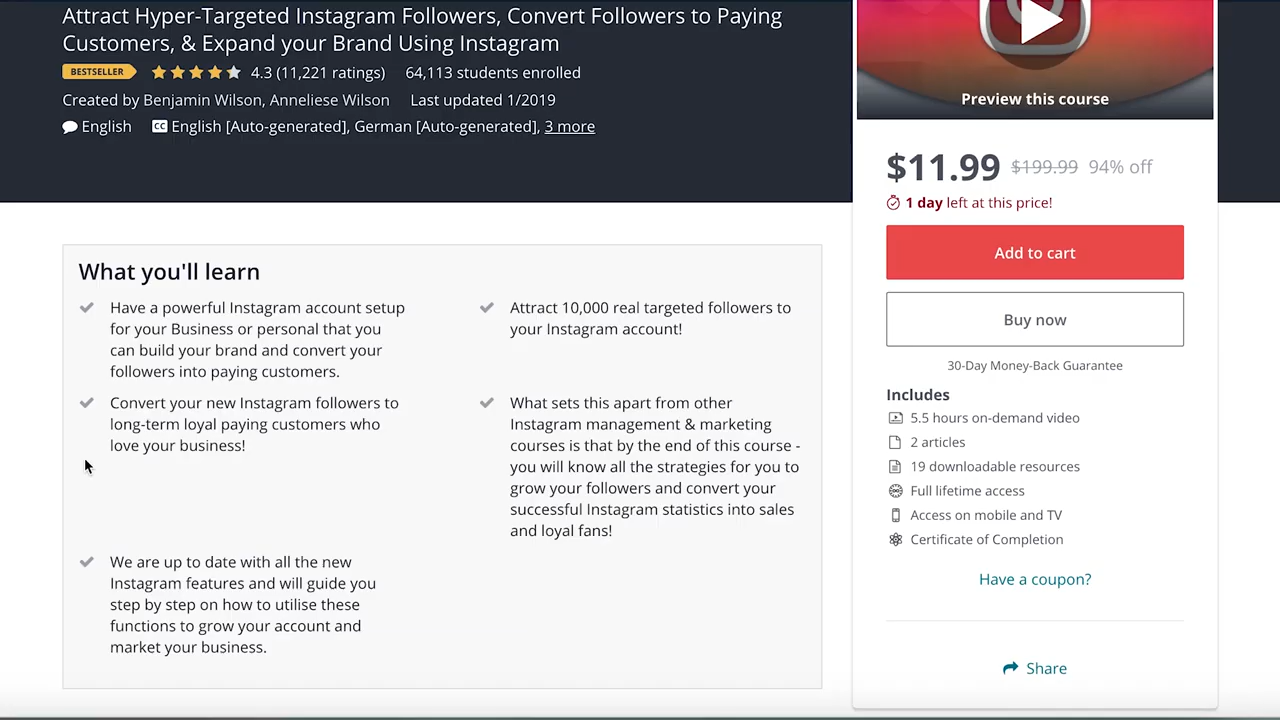 Attract Hyper-Targeted Instagram Followers, Convert Followers to Paying
Customers, & Expand your Brand Using Instagram
BESTSELLER 4.3 (11,221 ratings) 64,113 students enrolled
Created by Benjamin Wilson, Anneliese Wilson Last updated 1/2019
English CC English [Auto-generated], German [Auto-generated], 3 more
Preview this course
$11.99 $199.99 94% off
1 day left at this price!
Add to cart
Buy now
30-Day Money-Back Guarantee
Includes
5.5 hours on-demand video
2 articles
19 downloadable resources
Full lifetime access
Access on mobile and TV
Certificate of Completion
Have a coupon?
Share
What you'll learn
Have a powerful Instagram account setup
for your Business or personal that you
can build your brand and convert your
followers into paying customers.
Attract 10,000 real targeted followers to
your Instagram account!
Convert your new Instagram followers to
long-term loyal paying customers who
love your business!
What sets this apart from other
Instagram management & marketing
courses is that by the end of this course -
you will know all the strategies for you to
grow your followers and convert your
successful Instagram statistics into sales
and loyal fans!
We are up to date with all the new
Instagram features and will guide you
step by step on how to utilise these
functions to grow your account and
market your business.